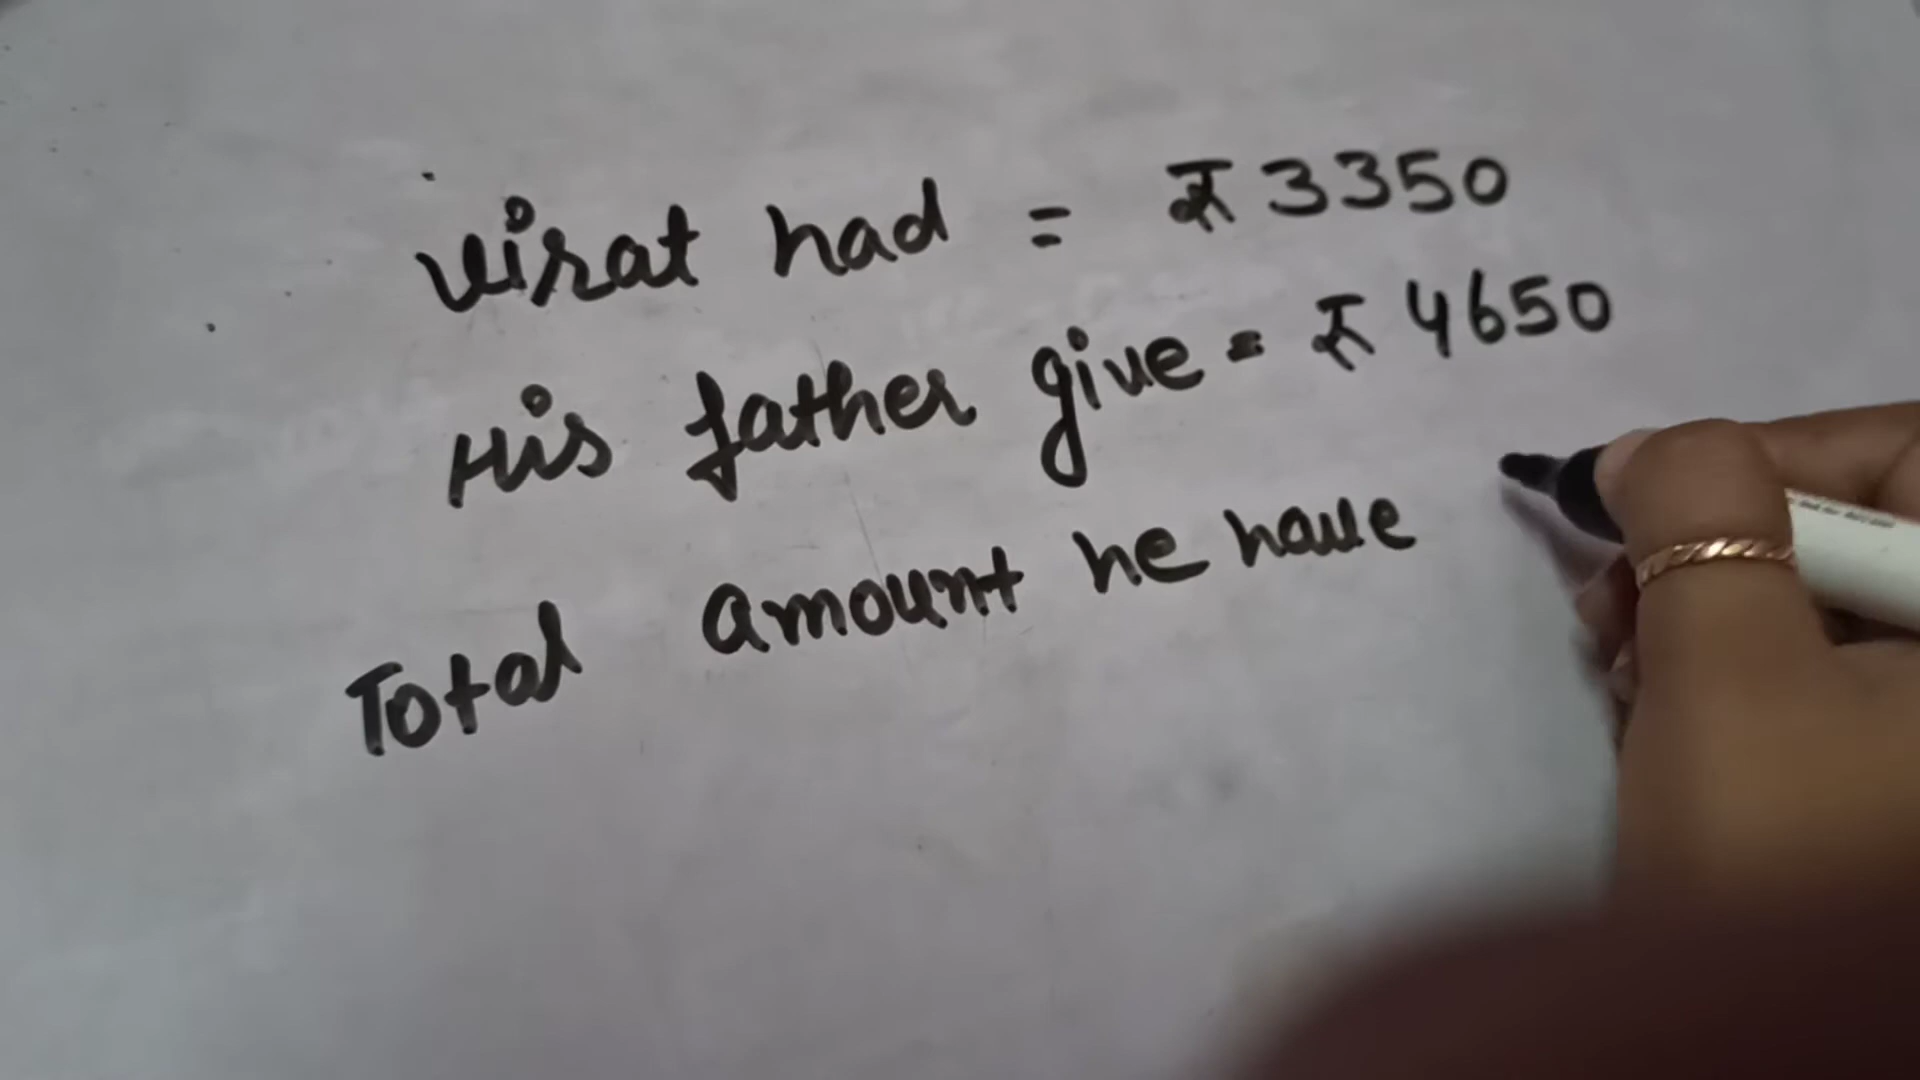 Virat had = ₹ 3350
His father give = ₹ 4650
Total amount he have